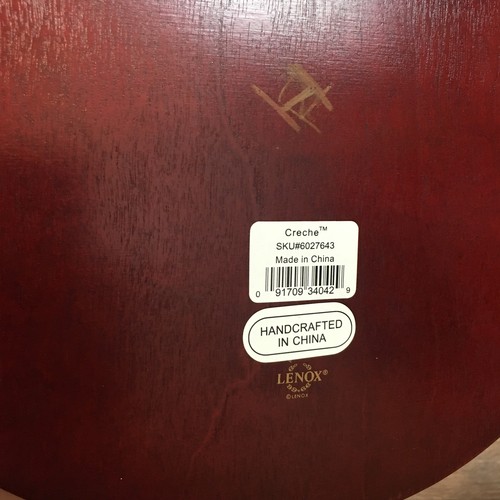 Creche™
SKU#6027643
Made in China
0 91709 34042 9
HANDCRAFTED
IN CHINA
LENOX®
©LENOX